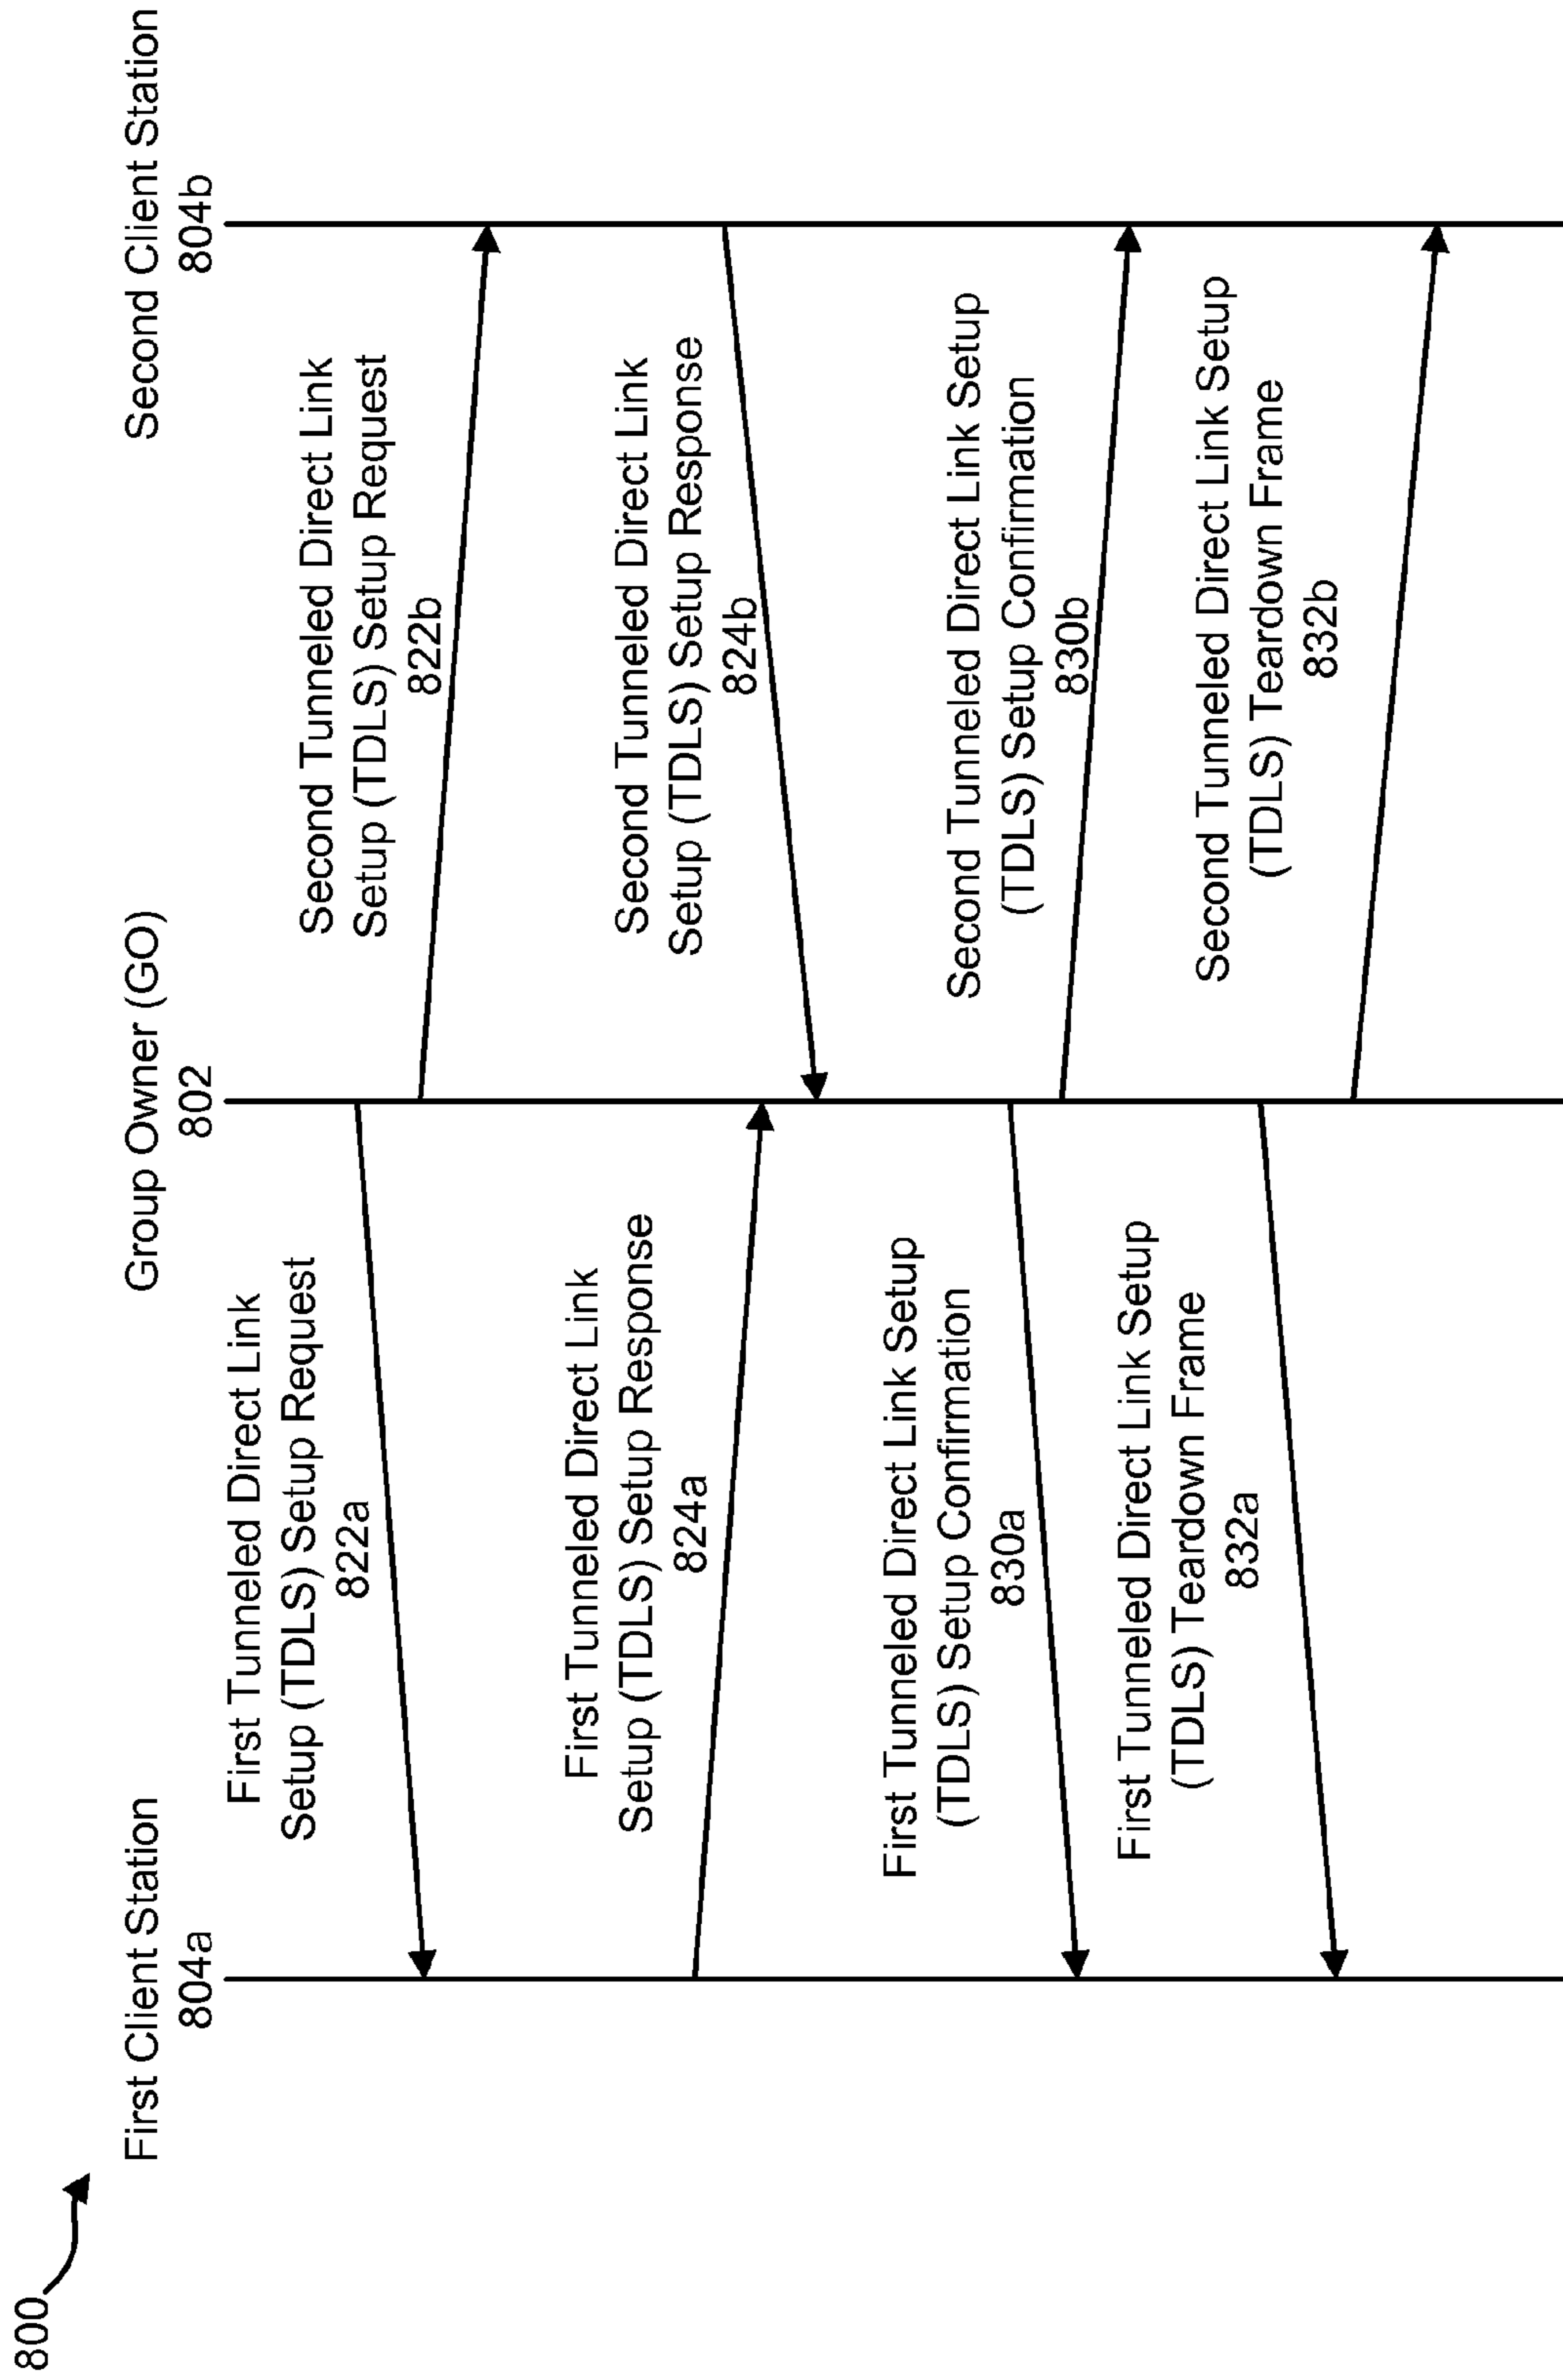 800
First Client Station
804a
Group Owner (GO)
802
Second Client Station
804b
First Tunneled Direct Link
Setup (TDLS) Setup Request
822a
Second Tunneled Direct Link
Setup (TDLS) Setup Request
822b
First Tunneled Direct Link
Setup (TDLS) Setup Response
824a
Second Tunneled Direct Link
Setup (TDLS) Setup Response
824b
First Tunneled Direct Link Setup
(TDLS) Setup Confirmation
830a
Second Tunneled Direct Link Setup
(TDLS) Setup Confirmation
830b
First Tunneled Direct Link Setup
(TDLS) Teardown Frame
832a
Second Tunneled Direct Link Setup
(TDLS) Teardown Frame
832b